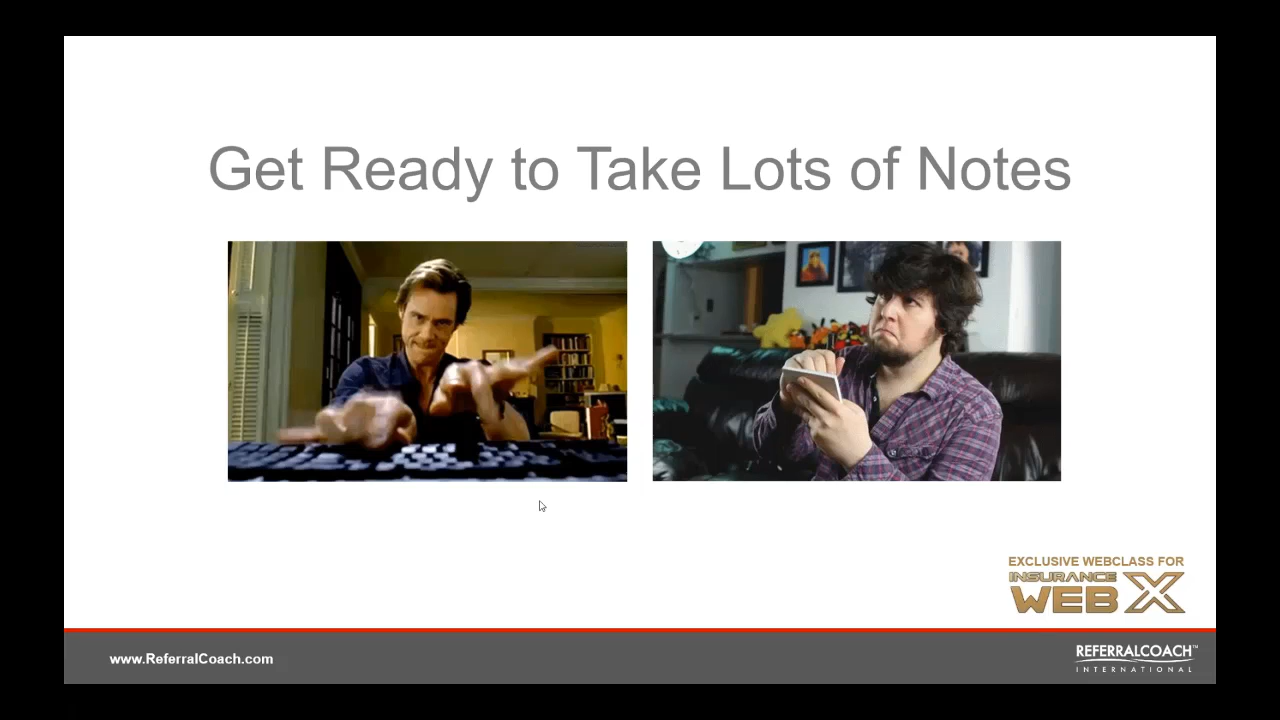 Get Ready to Take Lots of Notes
EXCLUSIVE WEBCLASS FOR
INSURANCE
WEB X
www.ReferralCoach.com
REFERRALCOACH™
INTERNATIONAL